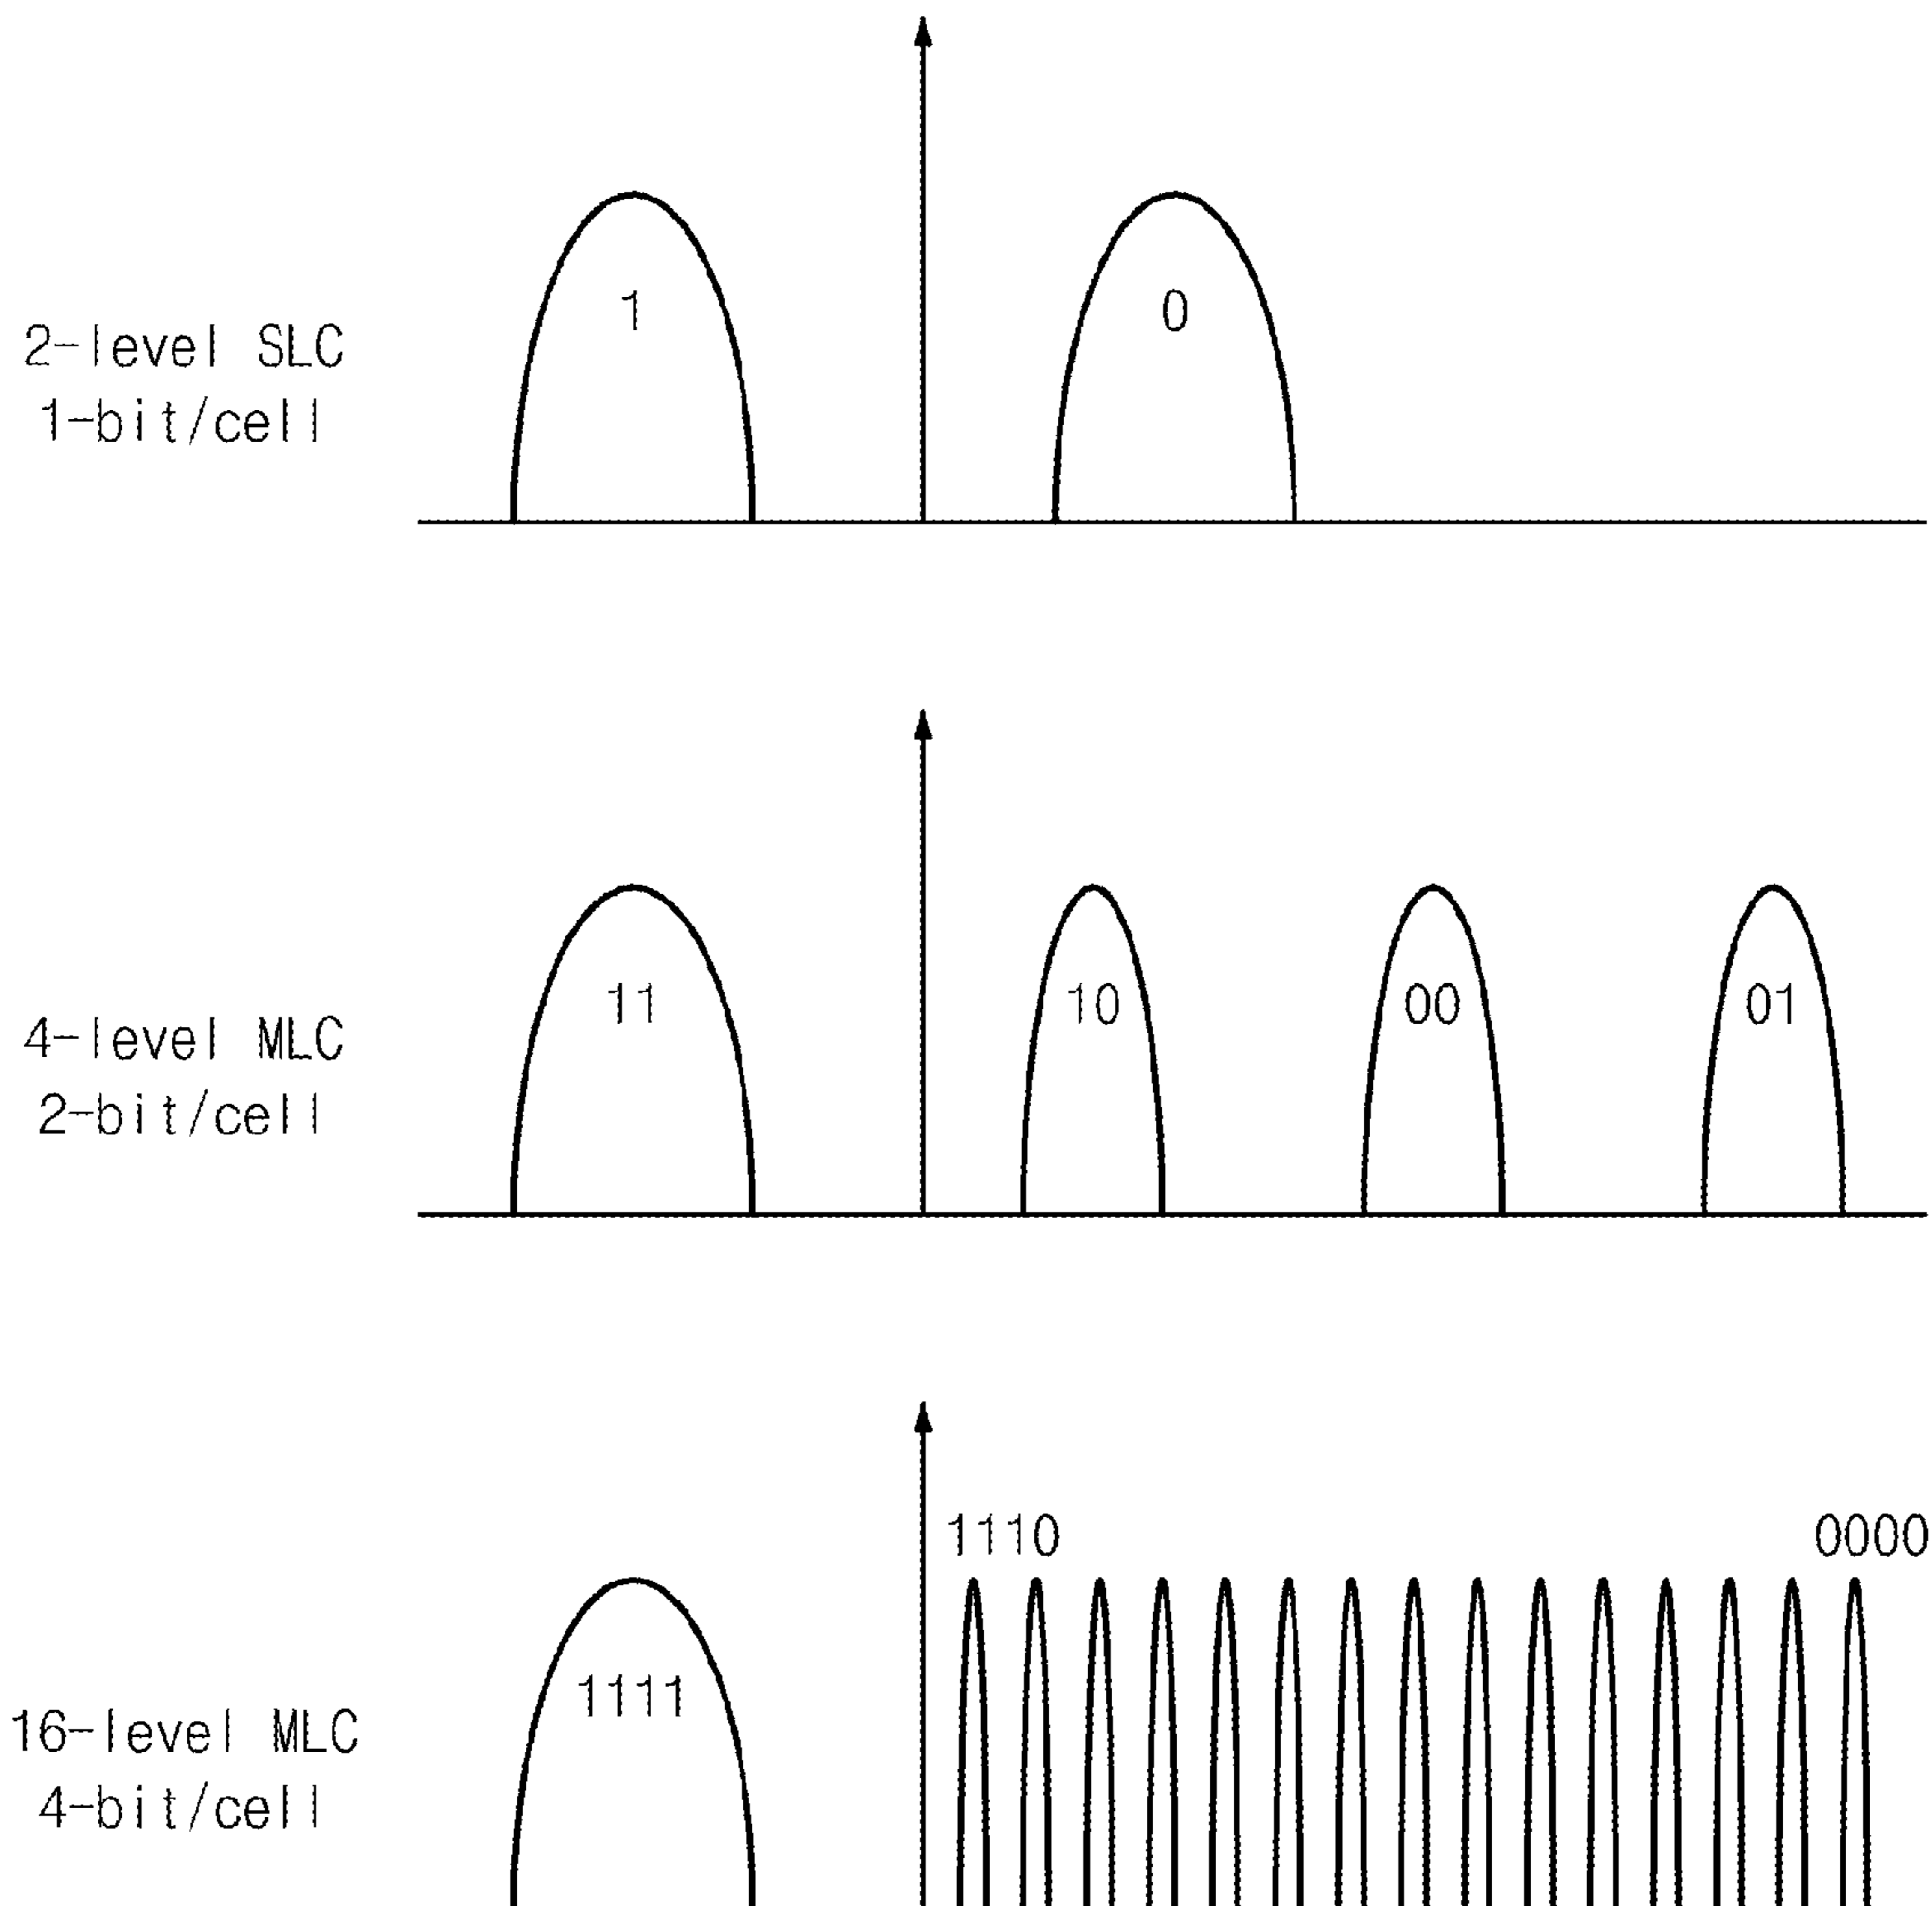 1
0
2-level SLC
1-bit/cell
11
10
00
01
4-level MLC
2-bit/cell
1110
0000
1111
16-level MLC
4-bit/cell